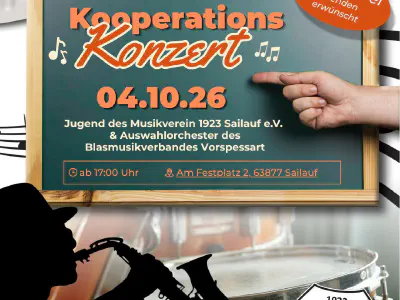 Kooperations
Konzert
erwünscht
04.10.26
Jugend des Musikverein 1923 Sailauf e.V.
& Auswahlorchester des
Blasmusikverbandes Vorspessart
ab 17:00 Uhr
Am Festplatz 2, 63877 Sailauf
1923